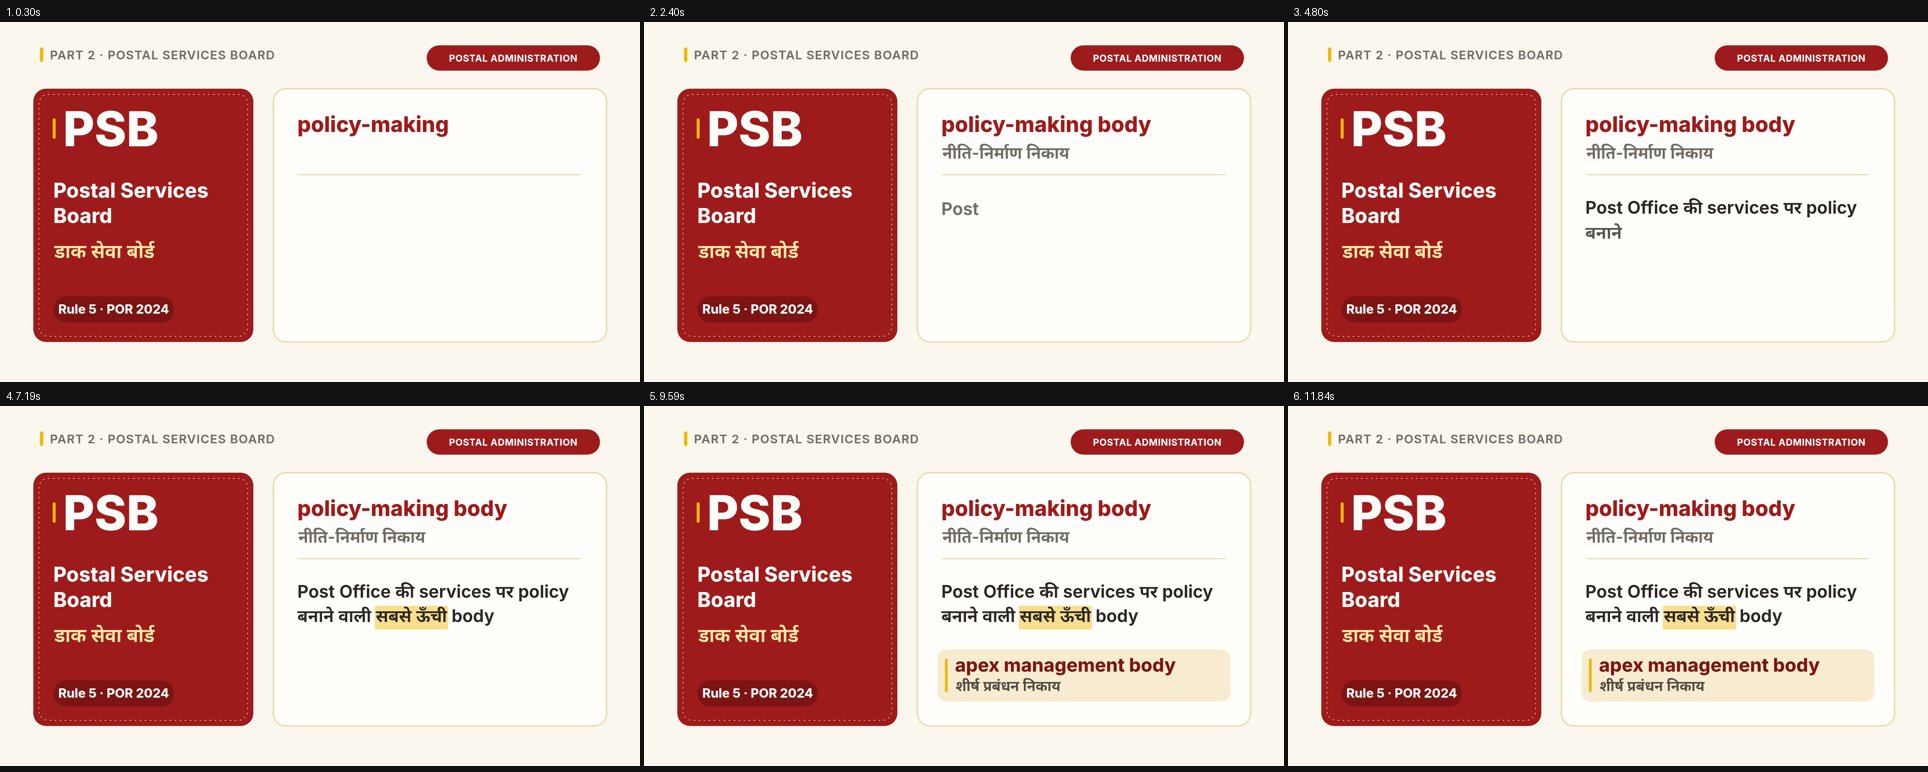 1. 0.30s
PART 2 · POSTAL SERVICES BOARD
POSTAL ADMINISTRATION
PSB
Postal Services
Board
डाक सेवा बोर्ड
Rule 5 · POR 2024
policy-making
2. 2.40s
PART 2 · POSTAL SERVICES BOARD
POSTAL ADMINISTRATION
PSB
Postal Services
Board
डाक सेवा बोर्ड
Rule 5 · POR 2024
policy-making body
नीति-निर्माण निकाय
Post
3. 4.80s
PART 2 · POSTAL SERVICES BOARD
POSTAL ADMINISTRATION
PSB
Postal Services
Board
डाक सेवा बोर्ड
Rule 5 · POR 2024
policy-making body
नीति-निर्माण निकाय
Post Office की services पर policy
बनाने
4. 7.19s
PART 2 · POSTAL SERVICES BOARD
POSTAL ADMINISTRATION
PSB
Postal Services
Board
डाक सेवा बोर्ड
Rule 5 · POR 2024
policy-making body
नीति-निर्माण निकाय
Post Office की services पर policy
बनाने वाली सबसे ऊँची body
5. 9.59s
PART 2 · POSTAL SERVICES BOARD
POSTAL ADMINISTRATION
PSB
Postal Services
Board
डाक सेवा बोर्ड
Rule 5 · POR 2024
policy-making body
नीति-निर्माण निकाय
Post Office की services पर policy
बनाने वाली सबसे ऊँची body
apex management body
शीर्ष प्रबंधन निकाय
6. 11.84s
PART 2 · POSTAL SERVICES BOARD
POSTAL ADMINISTRATION
PSB
Postal Services
Board
डाक सेवा बोर्ड
Rule 5 · POR 2024
policy-making body
नीति-निर्माण निकाय
Post Office की services पर policy
बनाने वाली सबसे ऊँची body
apex management body
शीर्ष प्रबंधन निकाय